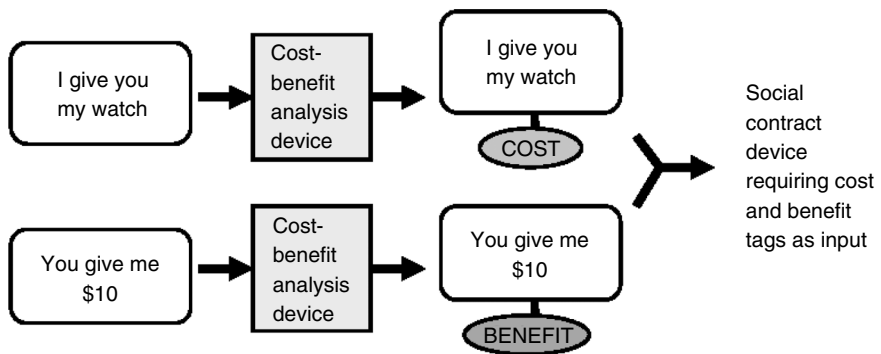 I give you
my watch
Cost-
benefit
analysis
device
I give you
my watch
COST
You give me
$10
Cost-
benefit
analysis
device
You give me
$10
BENEFIT
Social
contract
device
requiring cost
and benefit
tags as input